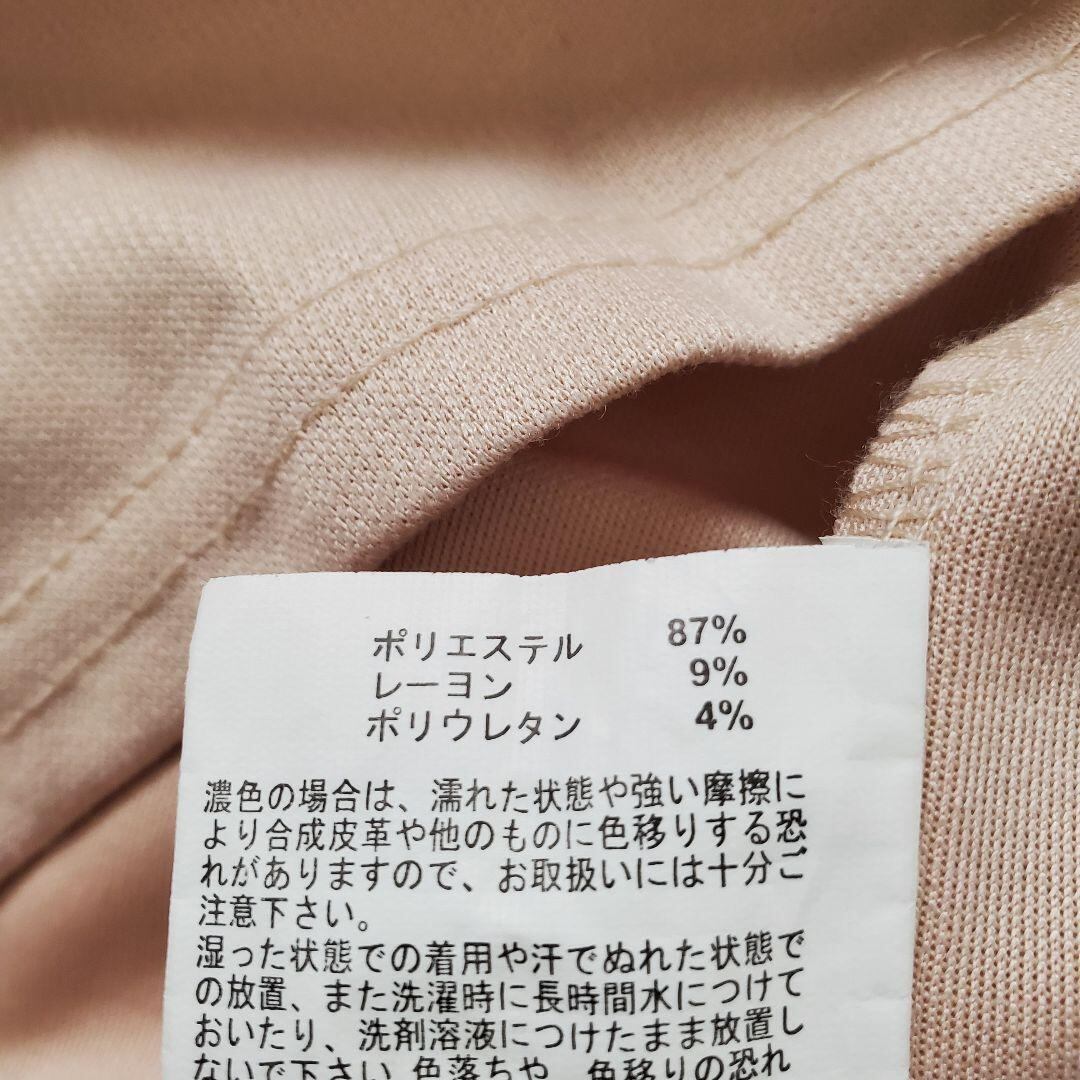 ポリエステル 87%
レーヨン 9%
ポリウレタン 4%
濃色の場合は、濡れた状態や強い摩擦に
より合成皮革や他のものに色移りする恐
れがありますので、お取扱いには十分ご
注意下さい。
湿った状態での着用や汗でぬれた状態で
の放置、また洗濯時に長時間水につけて
おいたり、洗剤溶液につけたまま放置し
ないで下さい 色落ちや 色移りの恐れ